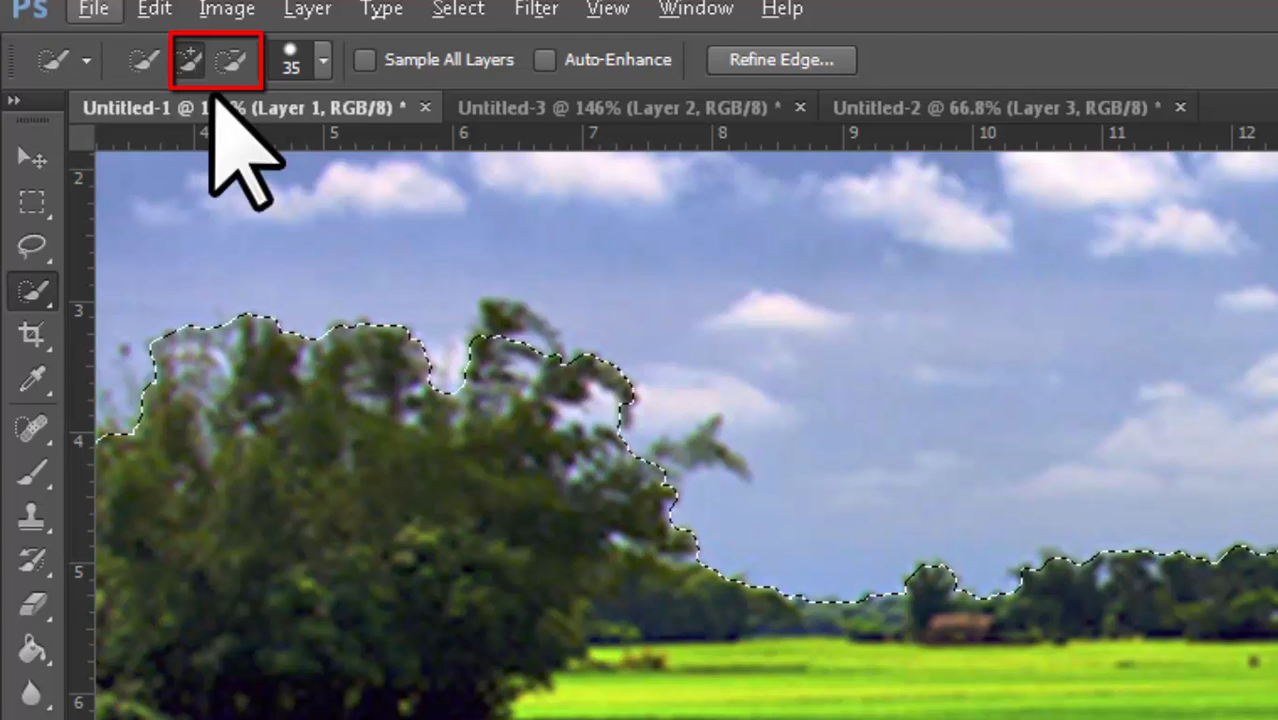 Ps File Edit Image Layer Type Select Filter View Window Help
35 Sample All Layers Auto-Enhance Refine Edge...
Untitled-1 @ % (Layer 1, RGB/8) * × Untitled-3 @ 146% (Layer 2, RGB/8) * × Untitled-2 @ 66.8% (Layer 3, RGB/8) * ×
4 5 6 7 8 9 10 11 12
2
3
4
5
6